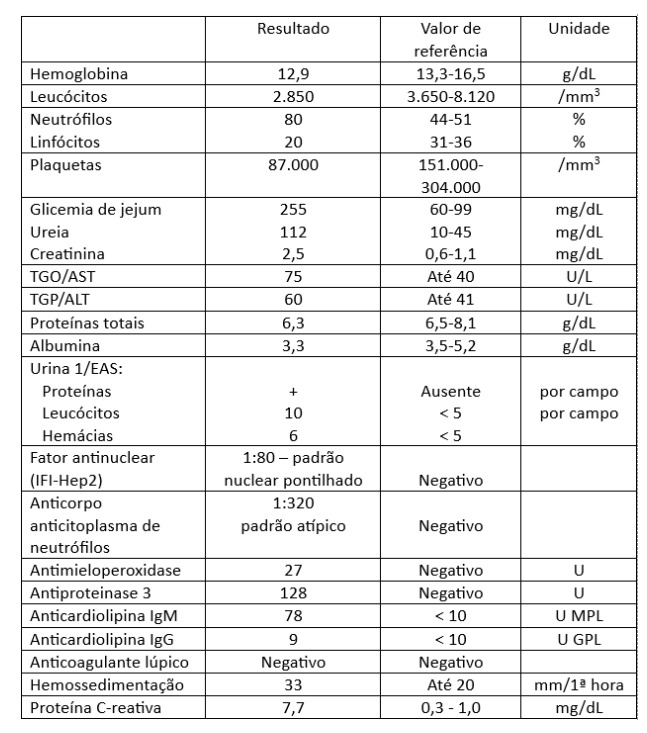 Resultado Valor de Unidade
referência
Hemoglobina 12,9 13,3-16,5 g/dL
Leucócitos 2.850 3.650-8.120 /mm³
Neutrófilos 80 44-51 %
Linfócitos 20 31-36 %
Plaquetas 87.000 151.000- /mm³
304.000
Glicemia de jejum 255 60-99 mg/dL
Ureia 112 10-45 mg/dL
Creatinina 2,5 0,6-1,1 mg/dL
TGO/AST 75 Até 40 U/L
TGP/ALT 60 Até 41 U/L
Proteínas totais 6,3 6,5-8,1 g/dL
Albumina 3,3 3,5-5,2 g/dL
Urina 1/EAS:
Proteínas + Ausente por campo
Leucócitos 10 < 5 por campo
Hemácias 6 < 5
Fator antinuclear 1:80 – padrão
(IFI-Hep2) nuclear pontilhado Negativo
Anticorpo 1:320
anticitoplasma de padrão atípico Negativo
neutrófilos
Antimieloperoxidase 27 Negativo U
Antiproteinase 3 128 Negativo U
Anticardiolipina IgM 78 < 10 U MPL
Anticardiolipina IgG 9 < 10 U GPL
Anticoagulante lúpico Negativo Negativo
Hemossedimentação 33 Até 20 mm/1ª hora
Proteína C-reativa 7,7 0,3 - 1,0 mg/dL